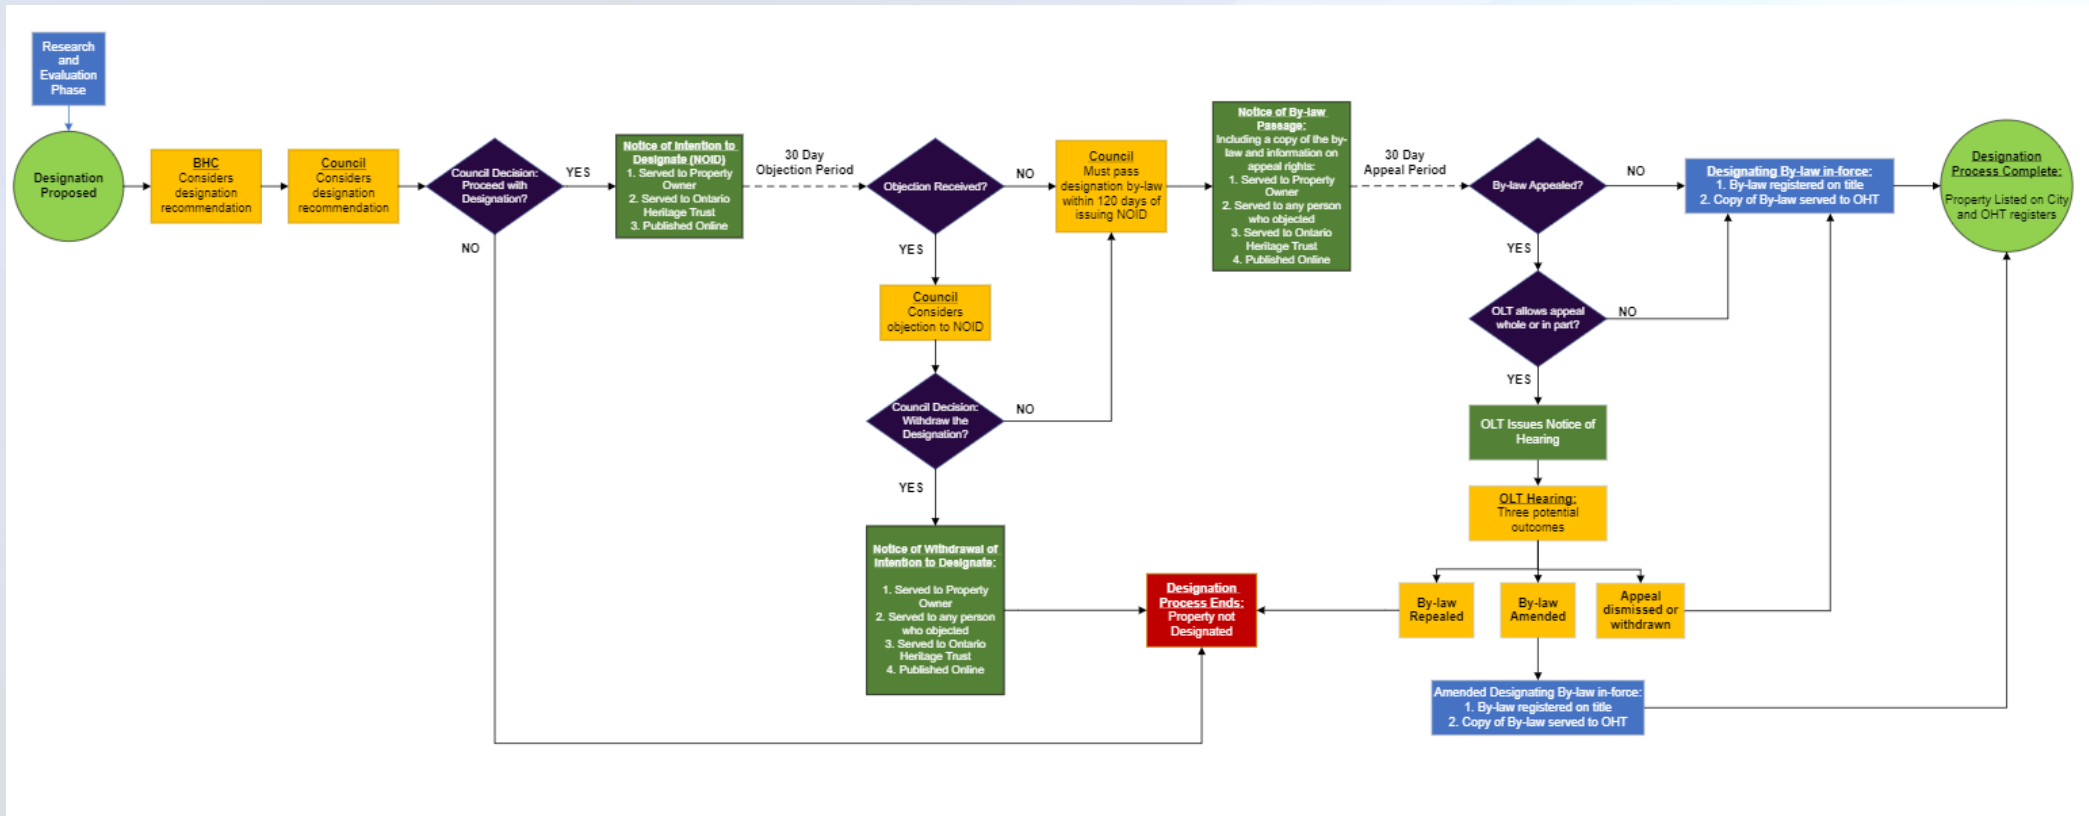 Research
and
Evaluation
Phase
Designation
Proposed
BHC
Considers
designation
recommendation
Council
Considers
designation
recommendation
Council Decision:
Proceed with
Designation?
YES
NO
Notice of Intention to
Designate (NOID)
1. Served to Property
Owner
2. Served to Ontario
Heritage Trust
3. Published Online
30 Day
Objection Period
Objection Received?
NO
YES
Council
Considers
objection to NOID
Council Decision:
Withdraw the
Designation?
NO
YES
Notice of Withdrawal of
Intention to Designate:
1. Served to Property
Owner
2. Served to any person
who objected
3. Served to Ontario
Heritage Trust
4. Published Online
Council
Must pass
designation by-law
within 120 days of
issuing NOID
Designation
Process Ends:
Property not
Designated
Notice of By-law
Passage:
Including a copy of the by-
law and information on
appeal rights:
1. Served to Property
Owner
2. Served to any person
who objected
3. Served to Ontario
Heritage Trust
4. Published Online
30 Day
Appeal Period
By-law Appealed?
NO
YES
OLT allows appeal
whole or in part?
NO
YES
OLT Issues Notice of
Hearing
OLT Hearing:
Three potential
outcomes
By-law
Repealed
By-law
Amended
Appeal
dismissed or
withdrawn
Amended Designating By-law in-force:
1. By-law registered on title
2. Copy of By-law served to OHT
Designating By-law in-force:
1. By-law registered on title
2. Copy of By-law served to OHT
Designation
Process Complete:
Property Listed on City
and OHT registers